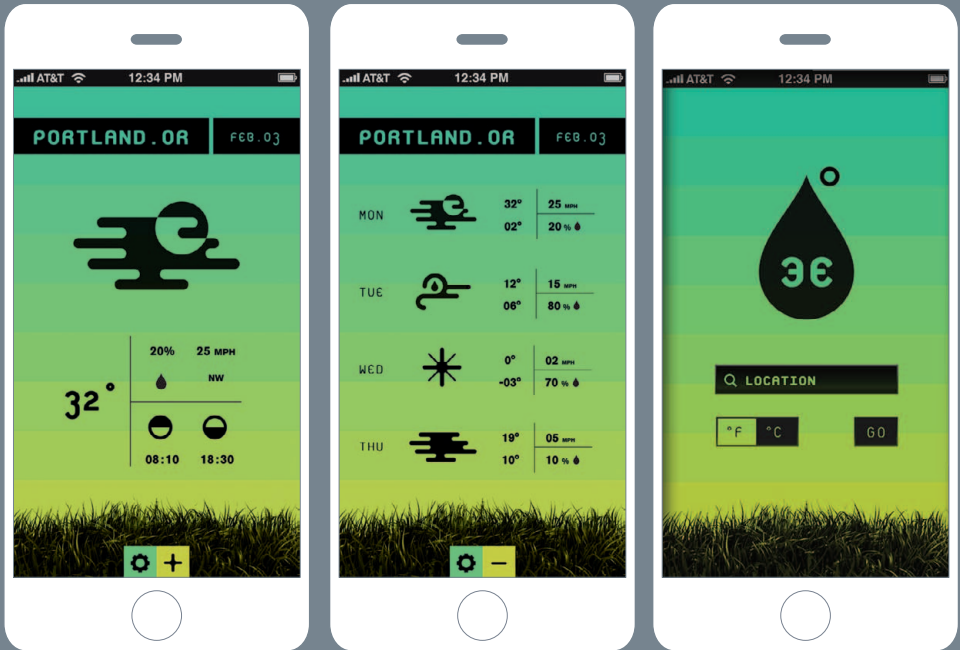 AT&T 12:34 PM
PORTLAND.OR FEB.03
20% 25 MPH
NW
32°
08:10 18:30
AT&T 12:34 PM
PORTLAND.OR FEB.03
MON 32° 25 MPH
02° 20 %
TUE 12° 15 MPH
06° 80 %
WED 0° 02 MPH
-03° 70 %
THU 19° 05 MPH
10° 10 %
AT&T 12:34 PM
LOCATION
°F °C GO